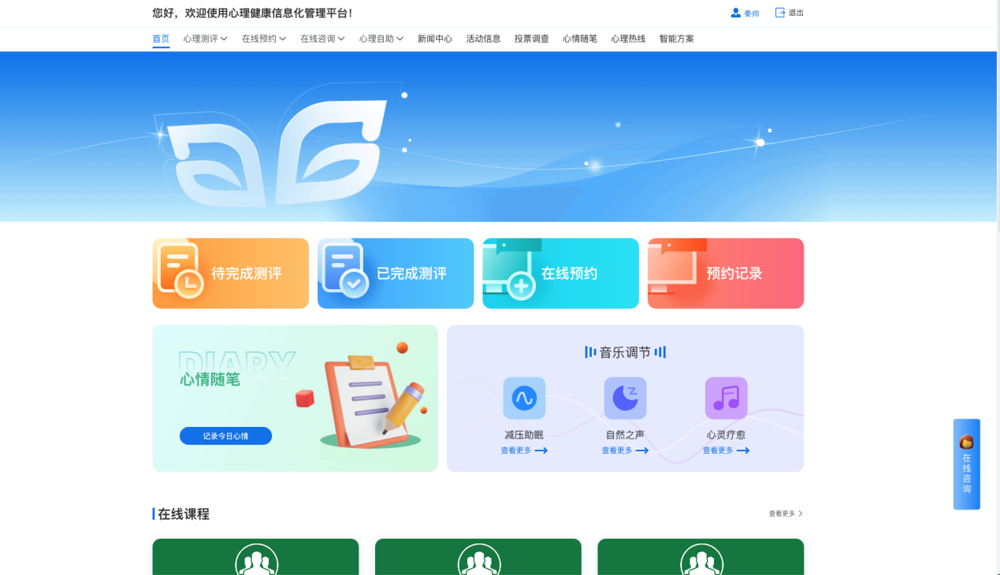 您好，欢迎使用心理健康信息化管理平台！
秦帅
退出
首页
心理测评
在线预约
在线咨询
心理自助
新闻中心
活动信息
投票调查
心情随笔
心理热线
智能方案
待完成测评
已完成测评
在线预约
预约记录
DIARY
心情随笔
记录今日心情
音乐调节
减压助眠
自然之声
心灵疗愈
查看更多
查看更多
查看更多
在线咨询
在线课程
查看更多